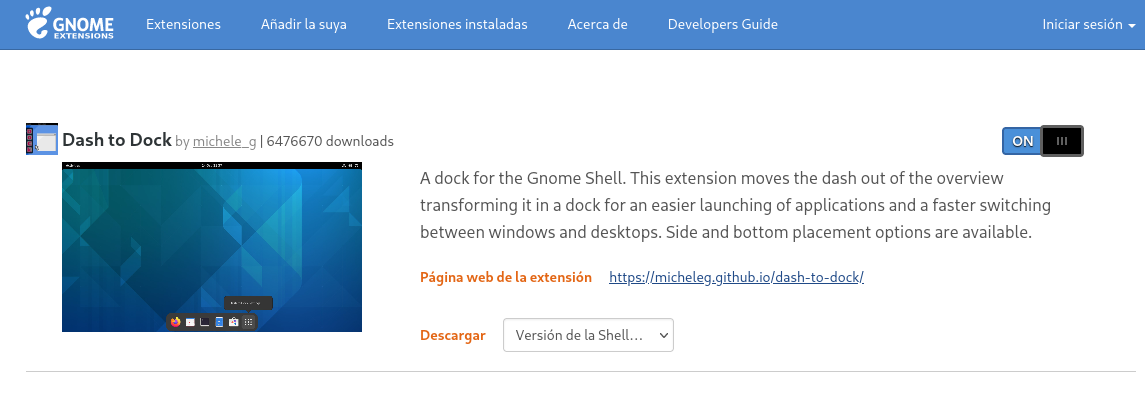 GNOME
EXTENSIONS
Extensiones
Añadir la suya
Extensiones instaladas
Acerca de
Developers Guide
Iniciar sesión
Dash to Dock by michele_g | 6476670 downloads
ON
A dock for the Gnome Shell. This extension moves the dash out of the overview
transforming it in a dock for an easier launching of applications and a faster switching
between windows and desktops. Side and bottom placement options are available.
Página web de la extensión https://micheleg.github.io/dash-to-dock/
Descargar Versión de la Shell...